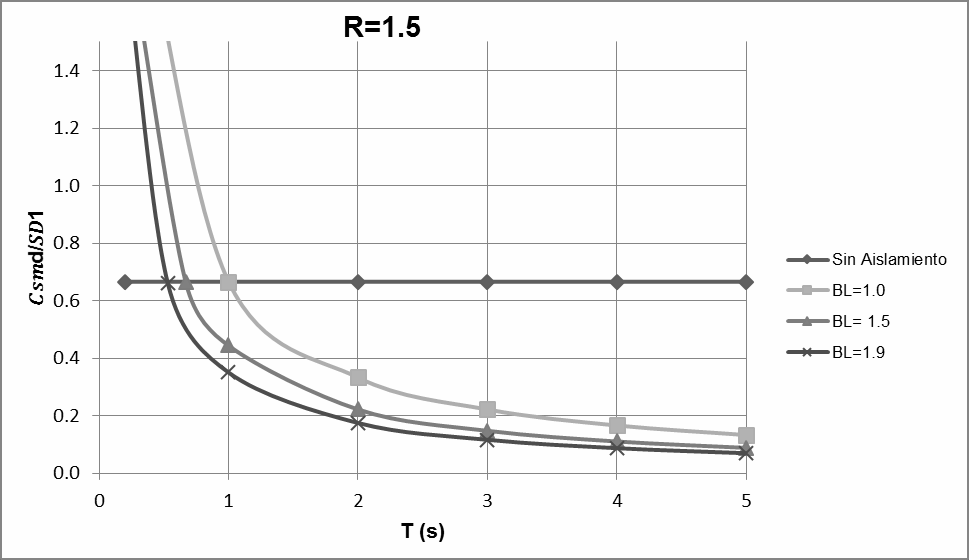 R=1.5
Csmd/SD1
1.4
1.2
1.0
0.8
0.6
0.4
0.2
0.0
0 1 2 3 4 5
T (s)
Sin Aislamiento
BL=1.0
BL= 1.5
BL=1.9